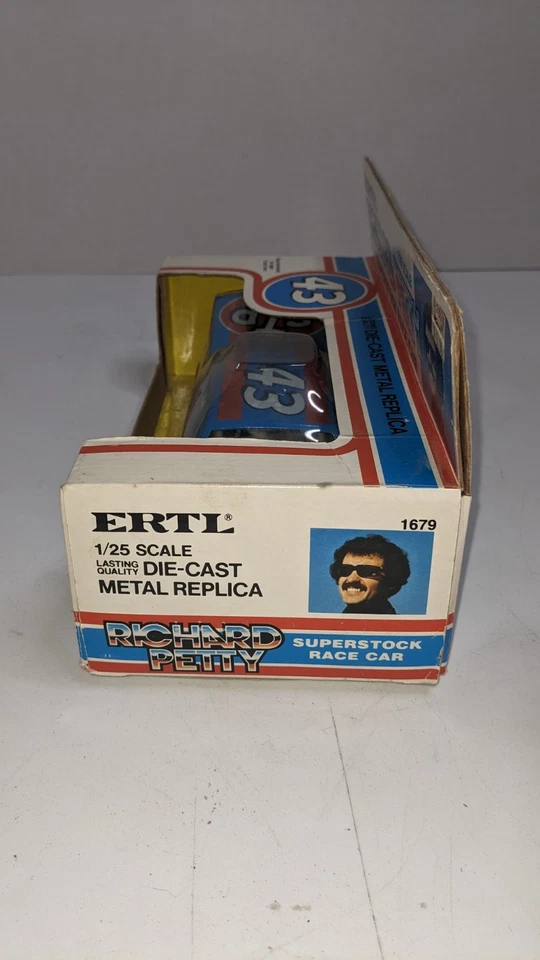 43
DIE-CAST METAL REPLICA
STP
43
ERTL®
1679
1/25 SCALE
LASTING
QUALITY DIE-CAST
METAL REPLICA
RICHARD
PETTY
SUPERSTOCK
RACE CAR